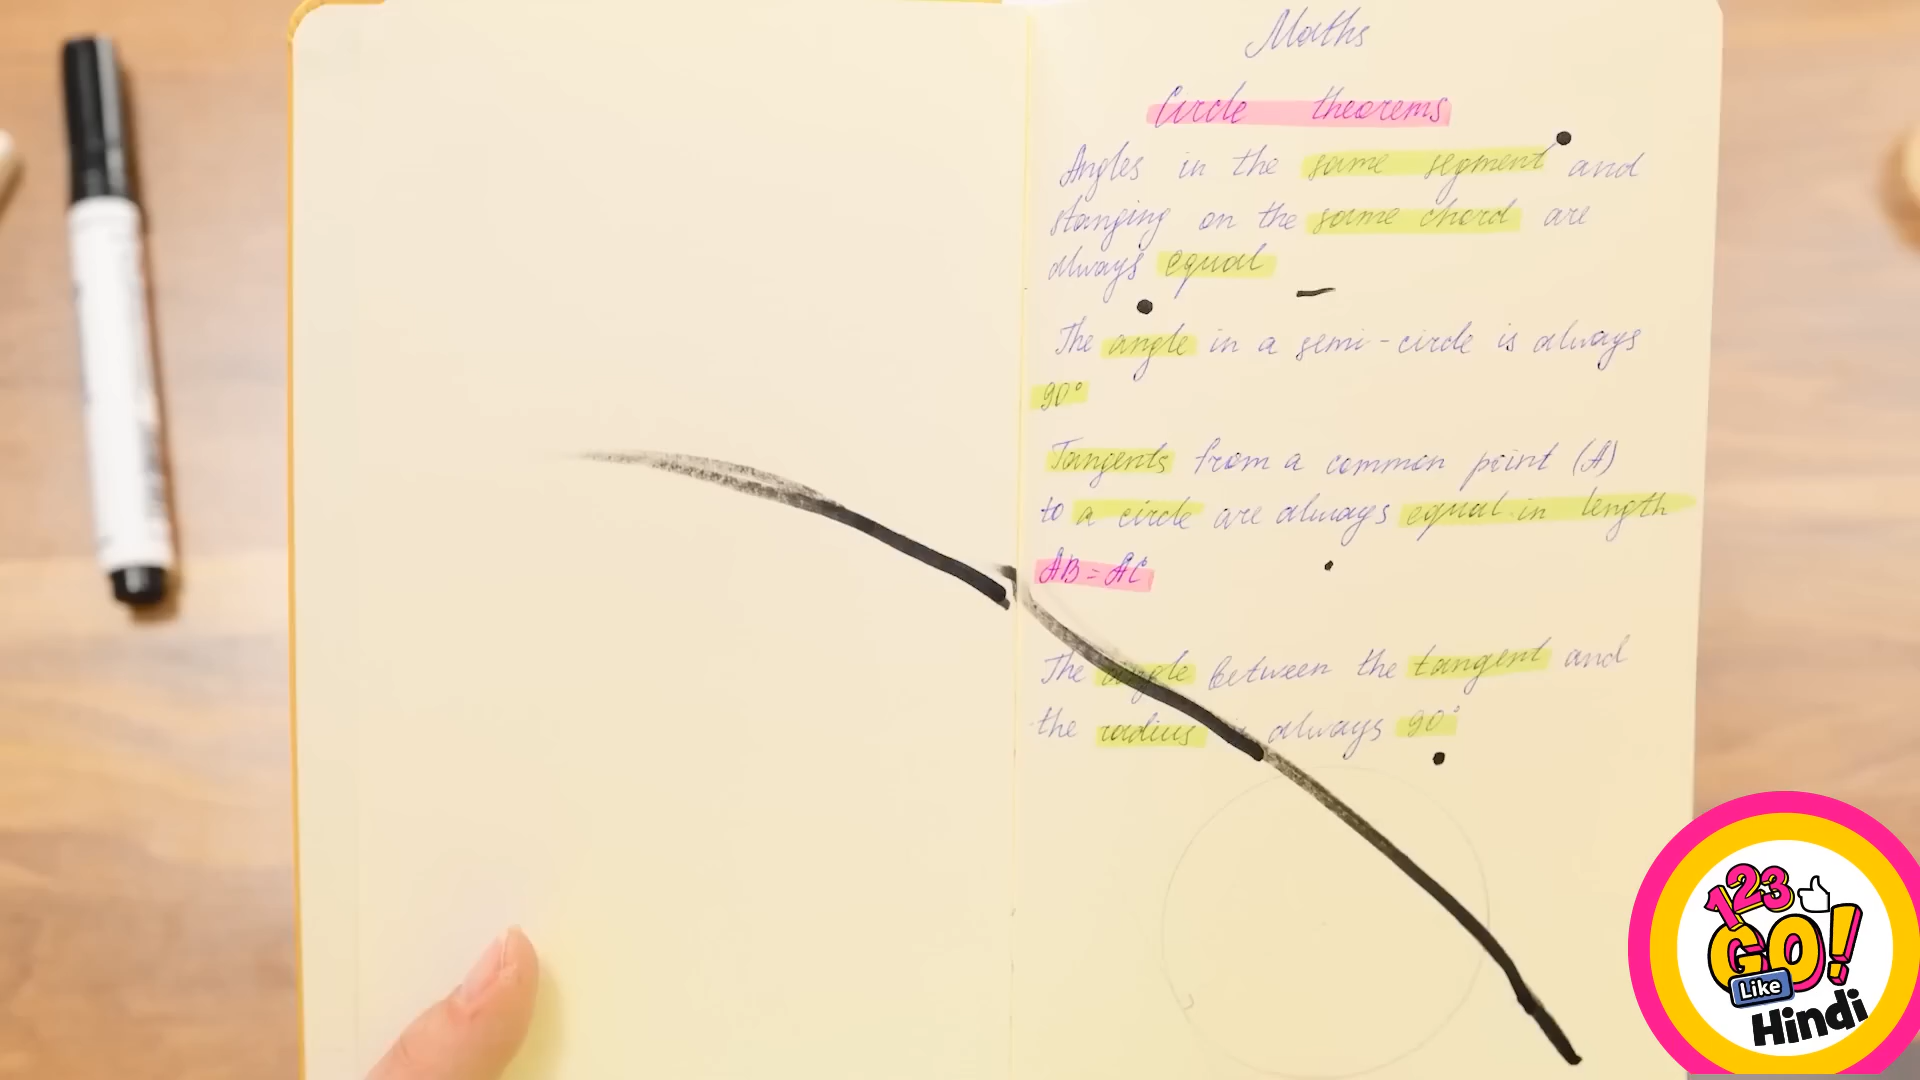 Maths
Circle theorems
Angles in the same segment and
stanging on the same chord are
always equal
The angle in a semi-circle is always
90°
Tangents from a common point (A)
to a circle are always equal in length
AB = AC
The angle between the tangent and
the radius is always 90°
123
GO!
Like
Hindi